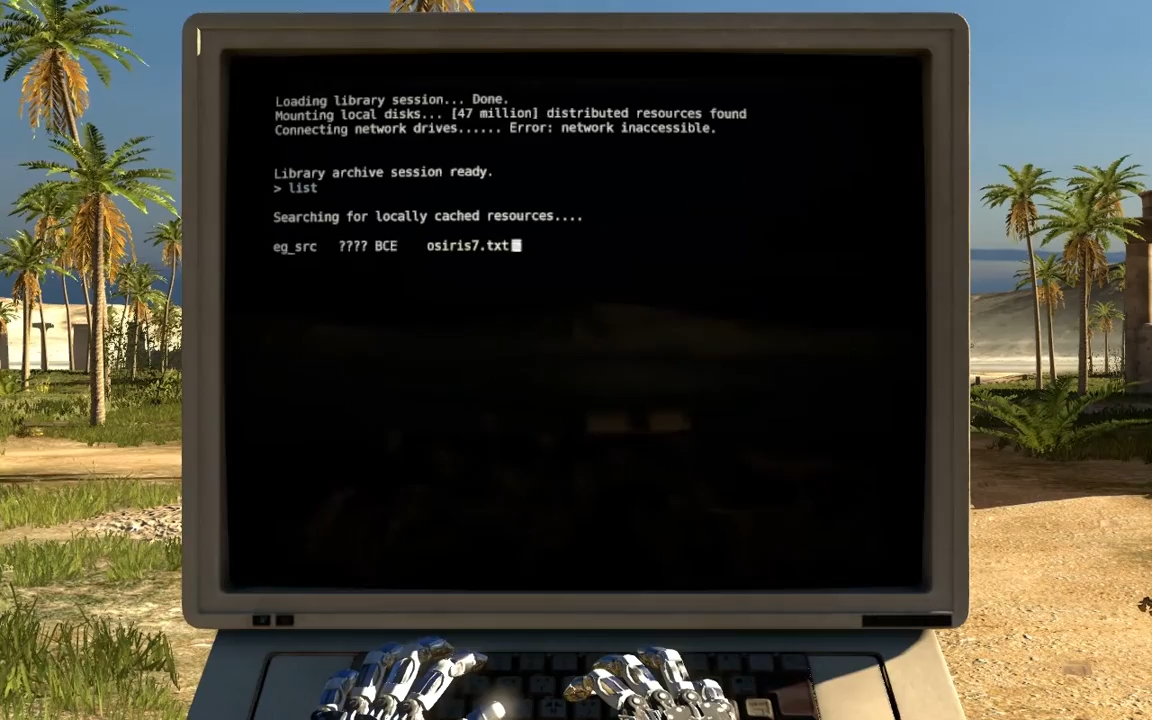 Loading library session... Done.
Mounting local disks... [47 million] distributed resources found
Connecting network drives...... Error: network inaccessible.
Library archive session ready.
> list
Searching for locally cached resources....
eg_src ???? BCE osiris7.txt